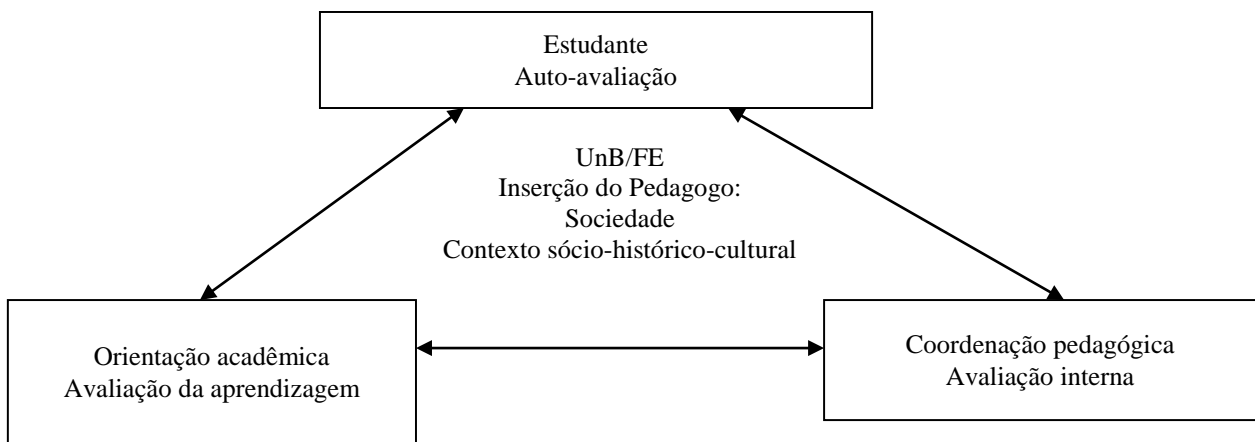 Estudante
Auto-avaliação
UnB/FE
Inserção do Pedagogo:
Sociedade
Contexto sócio-histórico-cultural
Orientação acadêmica
Avaliação da aprendizagem
Coordenação pedagógica
Avaliação interna